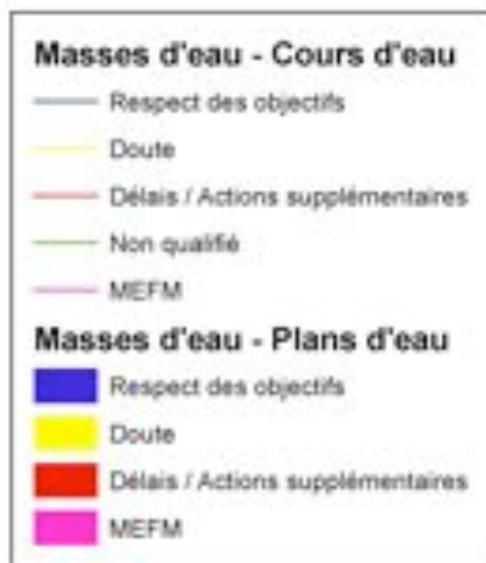 Masses d'eau - Cours d'eau
Respect des objectifs
Doute
Délais / Actions supplémentaires
Non qualifié
MEFM
Masses d'eau - Plans d'eau
Respect des objectifs
Doute
Délais / Actions supplémentaires
MEFM